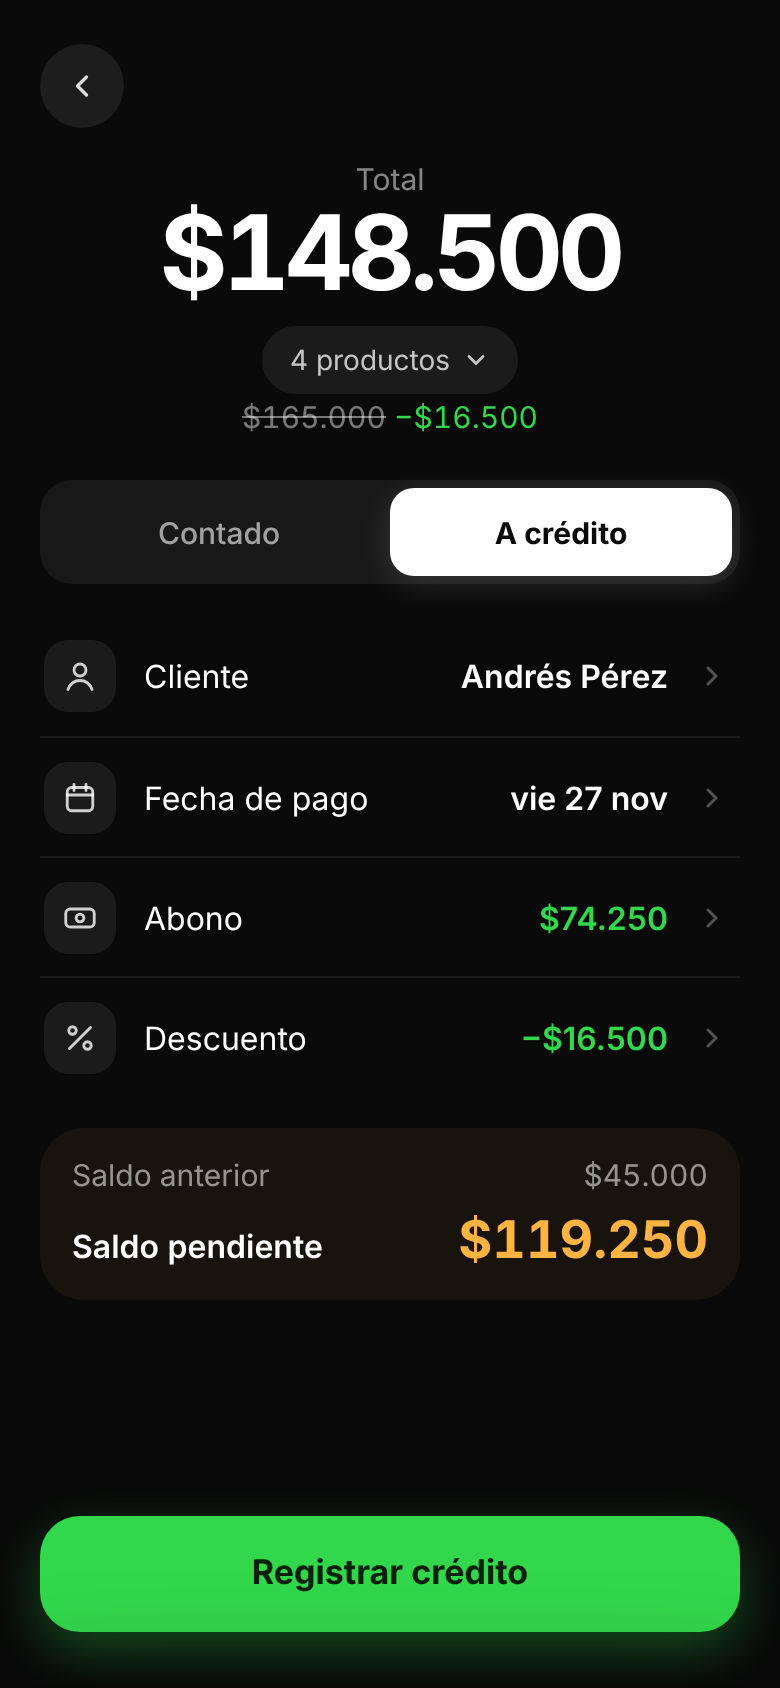 Total
$148.500
4 productos
$165.000 −$16.500
Contado A crédito
Cliente Andrés Pérez
Fecha de pago vie 27 nov
Abono $74.250
Descuento −$16.500
Saldo anterior $45.000
Saldo pendiente $119.250
Registrar crédito